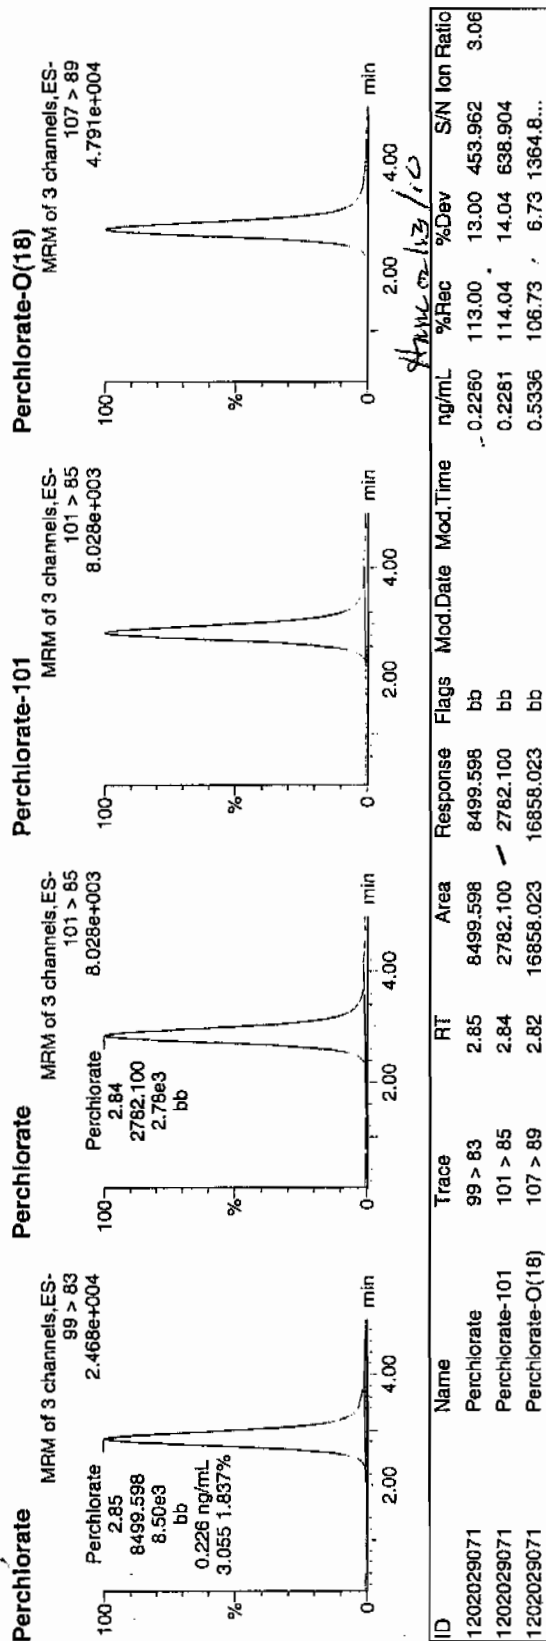 Perchlorate
MRM of 3 channels,ES-
99 > 83
2.468e+004
Perchlorate
2.85
8499.598
8.50e3
bb
0.226 ng/mL
3.055 1.837%
100
%
0
2.00
4.00
min
Perchlorate
MRM of 3 channels,ES-
101 > 85
8.028e+003
Perchlorate
2.84
2782.100
2.78e3
bb
100
%
0
2.00
4.00
min
Perchlorate-101
MRM of 3 channels,ES-
101 > 85
8.028e+003
100
%
0
2.00
4.00
min
Perchlorate-O(18)
MRM of 3 channels,ES-
107 > 89
4.791e+004
100
%
0
2.00
4.00
min
ID Name Trace RT Area Response Flags Mod.Date Mod.Time ng/mL %Rec %Dev S/N Ion Ratio
1202029071 Perchlorate 99 > 83 2.85 8499.598 8499.598 bb 0.2260 113.00 13.00 453.962 3.06
1202029071 Perchlorate-101 101 > 85 2.84 2782.100 2782.100 bb 0.2281 114.04 14.04 638.904
1202029071 Perchlorate-O(18) 107 > 89 2.82 16858.023 16858.023 bb 0.5336 106.73 6.73 1364.8...